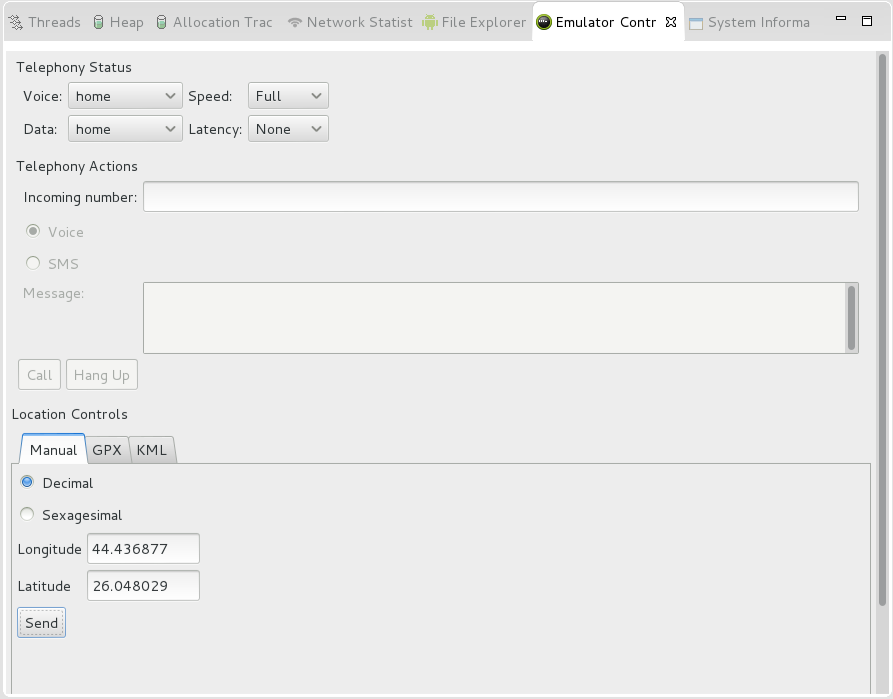 Threads Heap Allocation Trac Network Statist File Explorer Emulator Contr System Informa
Telephony Status
Voice: home Speed: Full
Data: home Latency: None
Telephony Actions
Incoming number:
Voice
SMS
Message:
Call Hang Up
Location Controls
Manual GPX KML
Decimal
Sexagesimal
Longitude 44.436877
Latitude 26.048029
Send